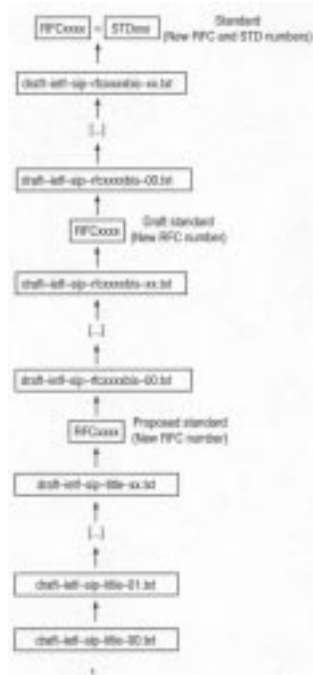 RFCxxxx = STDxxx Standard
(New RFC and STD numbers)
draft-ietf-sip-rfcxxxxbis-xx.txt
[...]
draft-ietf-sip-rfcxxxxbis-00.txt
RFCxxxx Draft standard
(New RFC number)
draft-ietf-sip-rfcxxxxbis-xx.txt
[...]
draft-ietf-sip-rfcxxxxbis-00.txt
RFCxxxx Proposed standard
(New RFC number)
draft-ietf-sip-title-xx.txt
[...]
draft-ietf-sip-title-01.txt
draft-ietf-sip-title-00.txt